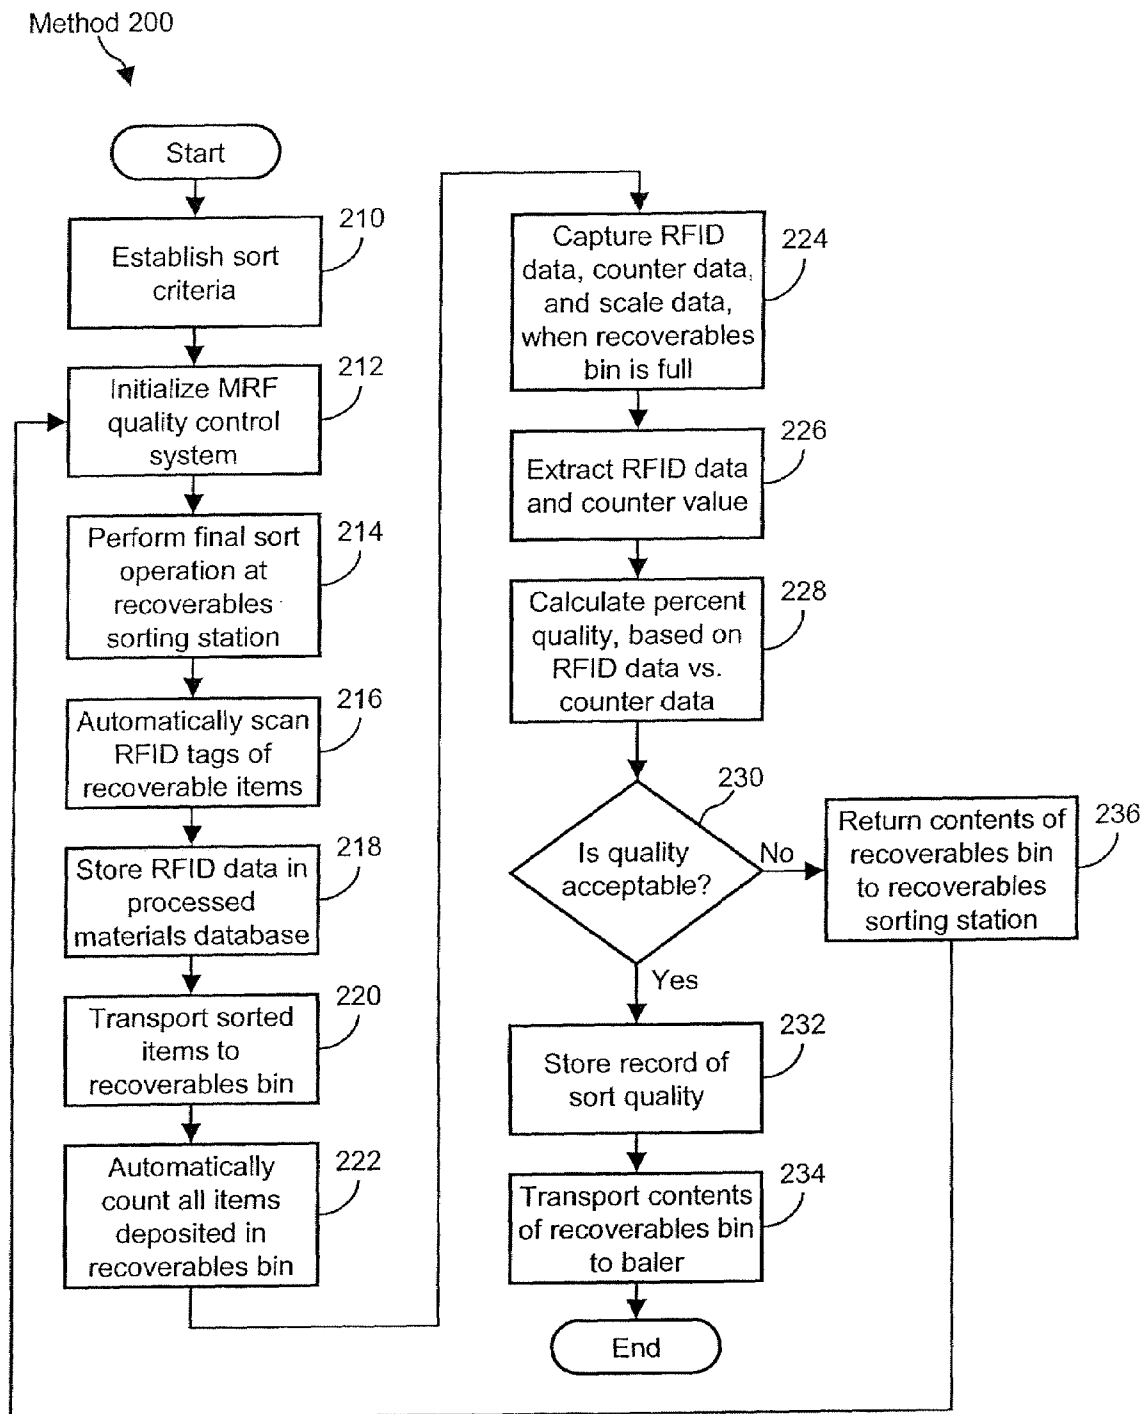 Method 200
Start
210
Establish sort
criteria
212
Initialize MRF
quality control
system
214
Perform final sort
operation at
recoverables
sorting station
216
Automatically scan
RFID tags of
recoverable items
218
Store RFID data in
processed
materials database
220
Transport sorted
items to
recoverables bin
222
Automatically
count all items
deposited in
recoverables bin
224
Capture RFID
data, counter data,
and scale data,
when recoverables
bin is full
226
Extract RFID data
and counter value
228
Calculate percent
quality, based on
RFID data vs.
counter data
230
Is quality
acceptable?
No
Yes
236
Return contents of
recoverables bin
to recoverables
sorting station
232
Store record of
sort quality
234
Transport contents
of recoverables bin
to baler
End